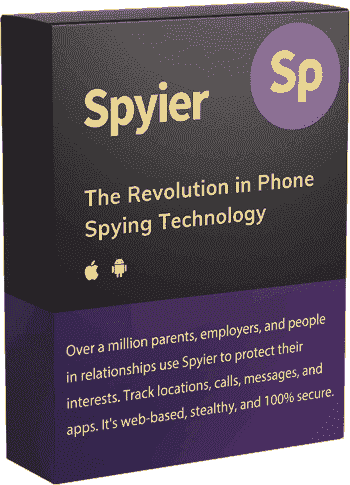 Sp
Spyier
The Revolution in Phone
Spying Technology
Over a million parents, employers, and people
in relationships use Spyier to protect their
interests. Track locations, calls, messages, and
apps. It's web-based, stealthy, and 100% secure.